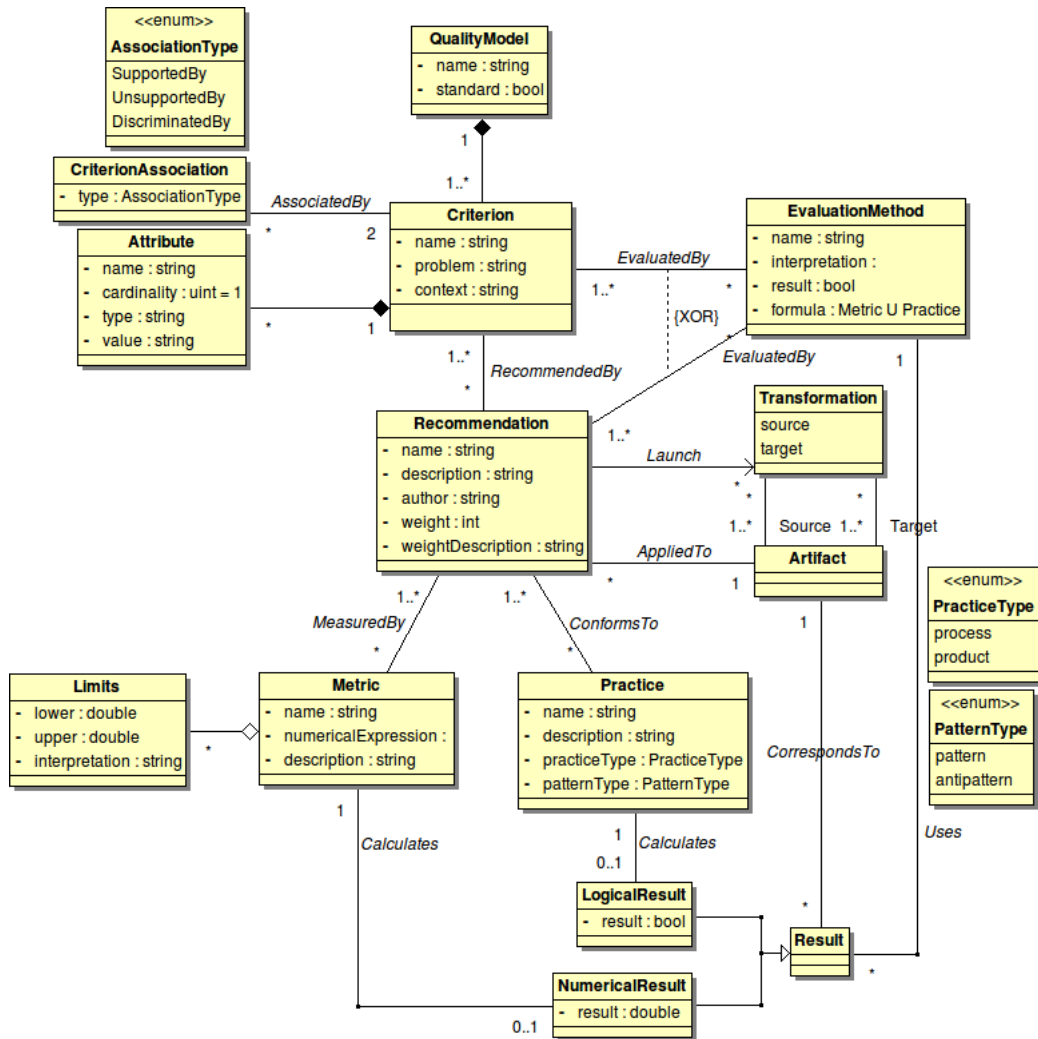 <<enum>>
AssociationType
SupportedBy
UnsupportedBy
DiscriminatedBy
QualityModel
- name : string
- standard : bool
1
1..*
CriterionAssociation
- type : AssociationType
AssociatedBy
*
2
Criterion
- name : string
- problem : string
- context : string
Attribute
- name : string
- cardinality : uint = 1
- type : string
- value : string
*
1
EvaluatedBy
1..*
*
{XOR}
EvaluationMethod
- name : string
- interpretation :
- result : bool
- formula : Metric U Practice
*
EvaluatedBy
1
1..*
RecommendedBy
*
1..*
Recommendation
- name : string
- description : string
- author : string
- weight : int
- weightDescription : string
Launch
*
Transformation
source
target
*
*
1..*
Source
1..*
Target
AppliedTo
*
1
Artifact
1
<<enum>>
PracticeType
process
product
<<enum>>
PatternType
pattern
antipattern
1..*
MeasuredBy
*
1..*
ConformsTo
*
Limits
- lower : double
- upper : double
- interpretation : string
*
Metric
- name : string
- numericalExpression :
- description : string
Practice
- name : string
- description : string
- practiceType : PracticeType
- patternType : PatternType
CorrespondsTo
Uses
1
Calculates
1
Calculates
0..1
LogicalResult
- result : bool
*
Result
*
NumericalResult
- result : double
0..1